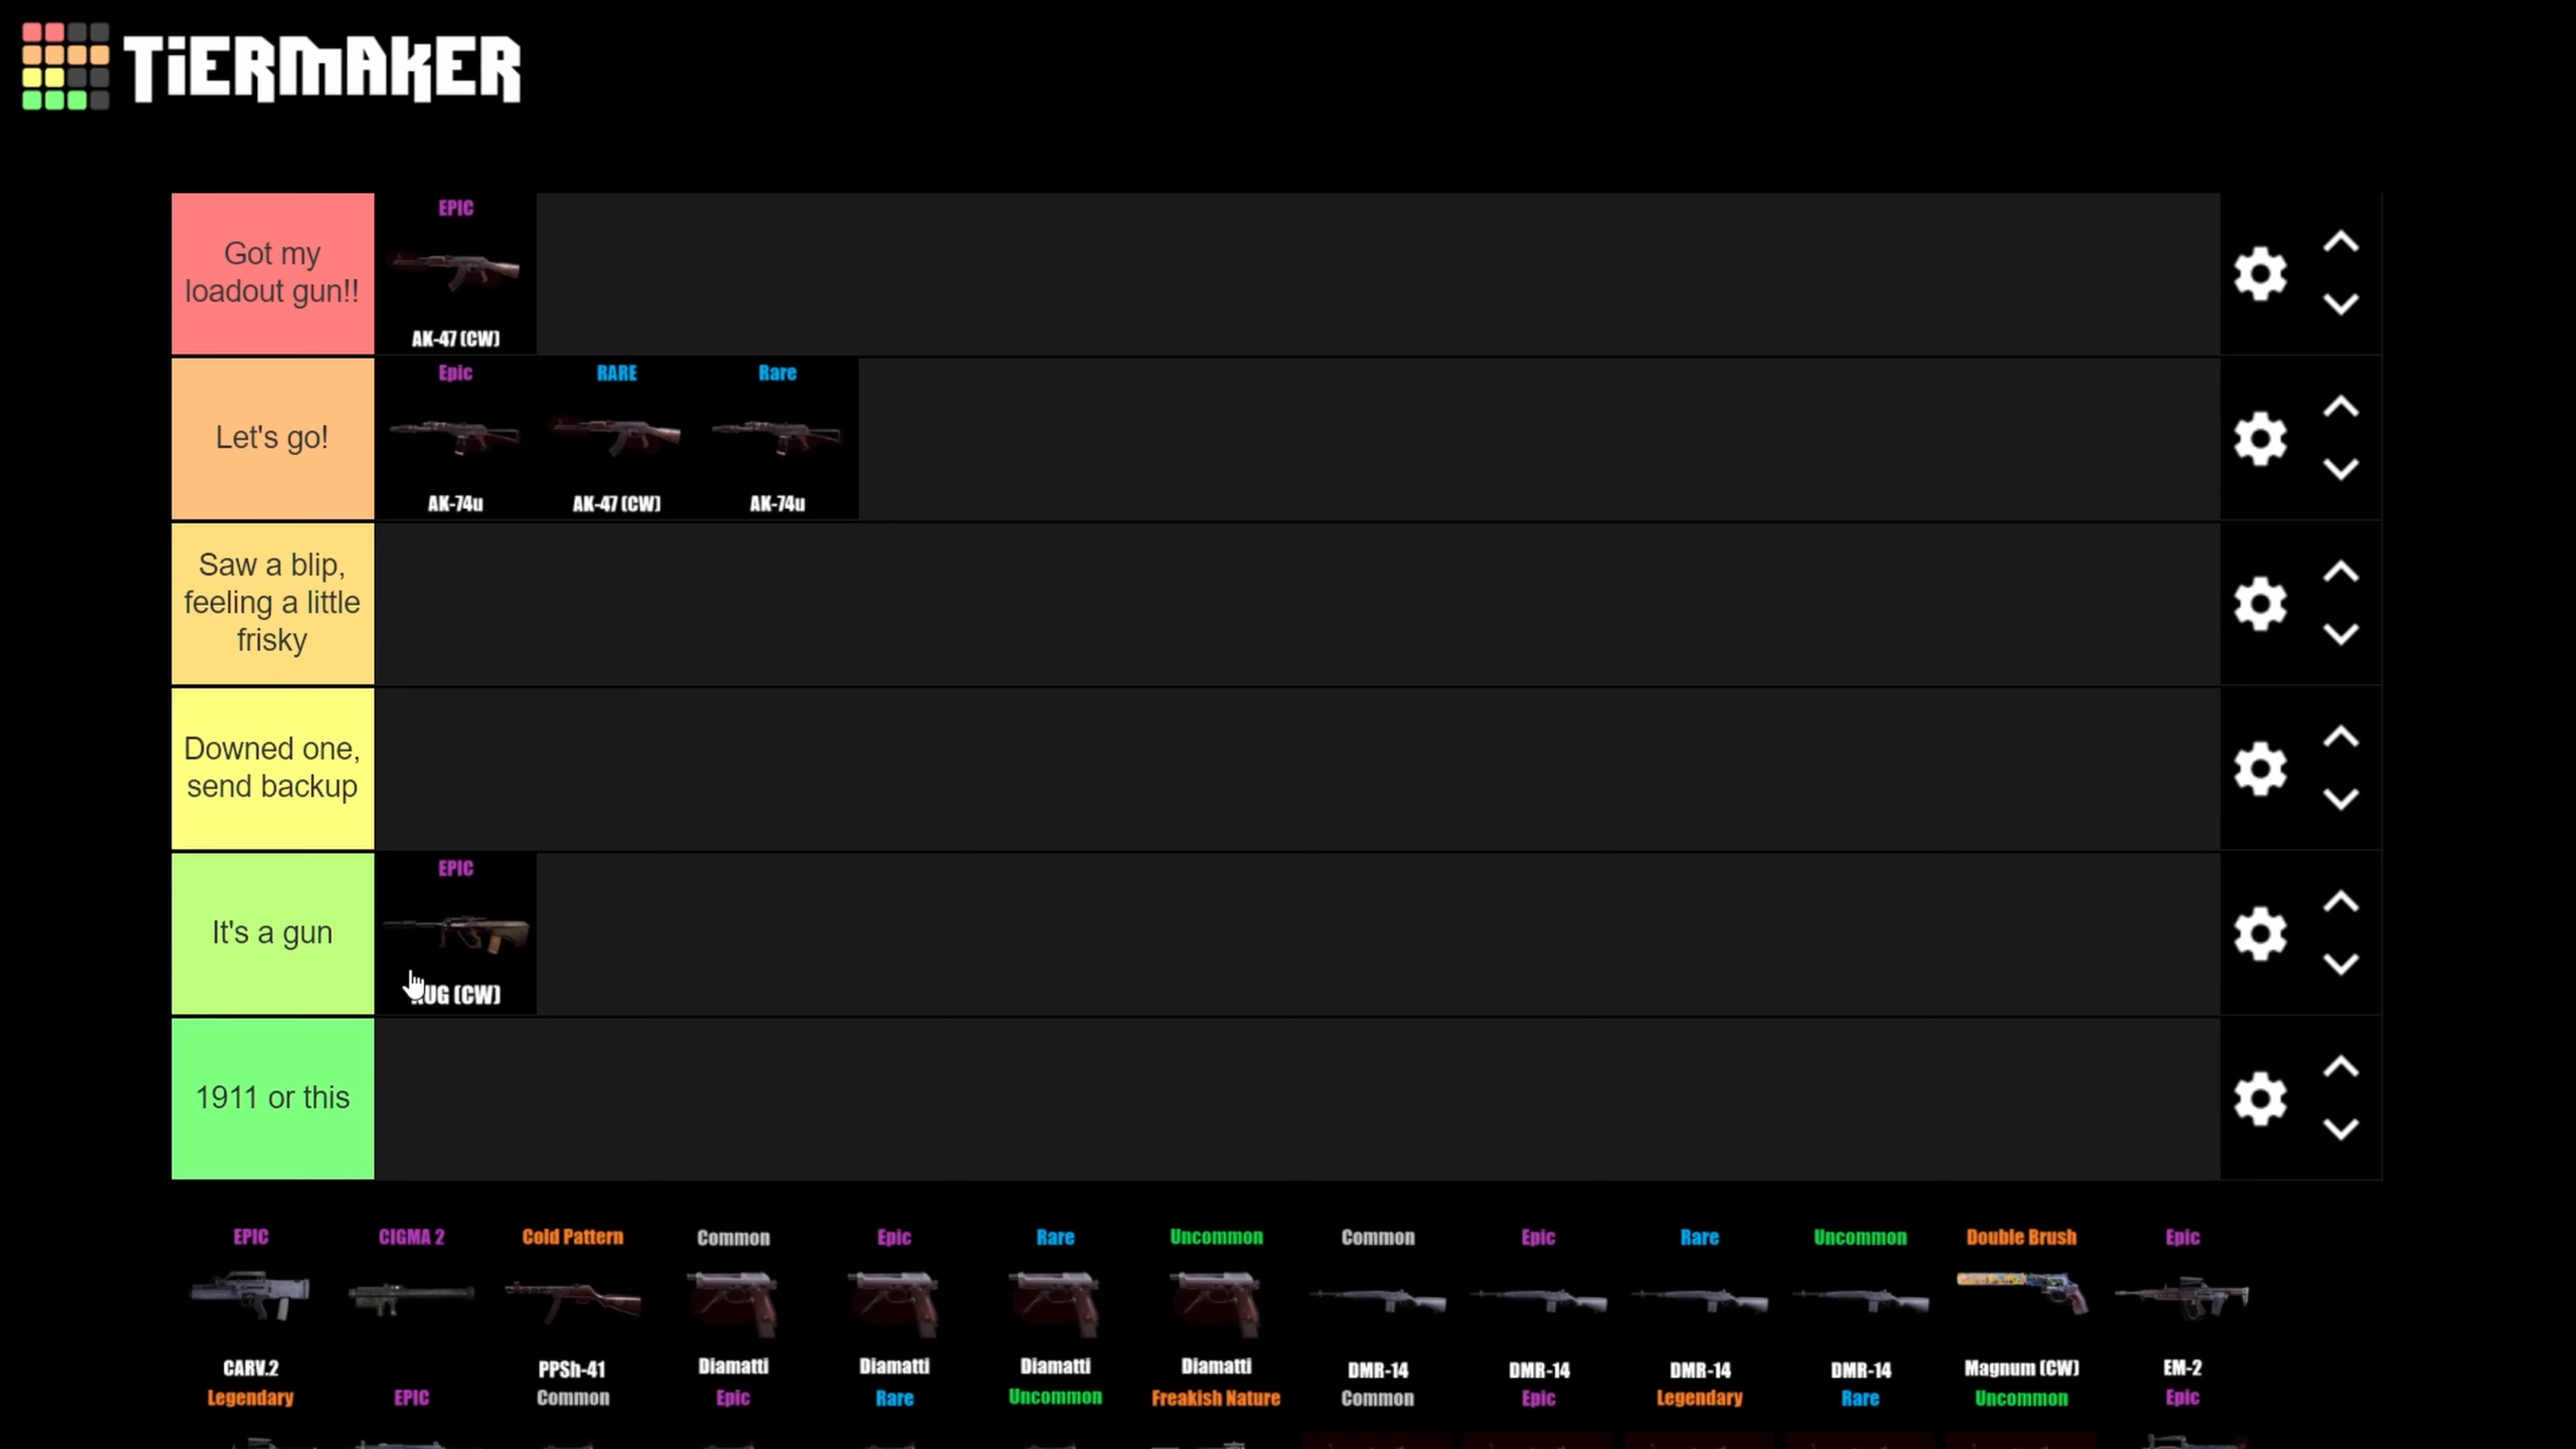 TiERMAKER
Got my
loadout gun!!
EPIC
AK-47 (CW)
Let's go!
Epic
AK-74u
RARE
AK-47 (CW)
Rare
AK-74u
Saw a blip,
feeling a little
frisky
Downed one,
send backup
It's a gun
EPIC
(CW)
1911 or this
EPIC CIGMA 2 Cold Pattern Common Epic Rare Uncommon Common Epic Rare Uncommon Double Brush Epic
CARV.2 PPSh-41 Diamatti Diamatti Diamatti Diamatti DMR-14 DMR-14 DMR-14 DMR-14 Magnum (CW) EM-2
Legendary EPIC Common Epic Rare Uncommon Freakish Nature Common Epic Legendary Rare Uncommon Epic